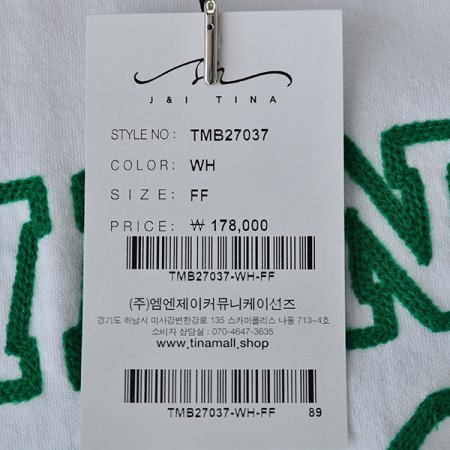 J & I TINA
STYLE NO : TMB27037
COLOR : WH
SIZE : FF
PRICE : ₩ 178,000
TMB27037-WH-FF
(주)엠엔제이커뮤니케이션즈
경기도 하남시 미사강변한강로 135 스카이폴리스 나동 713~4호
소비자 상담실 : 070-4647-3635
www.tinamall.shop
TMB27037-WH-FF 89